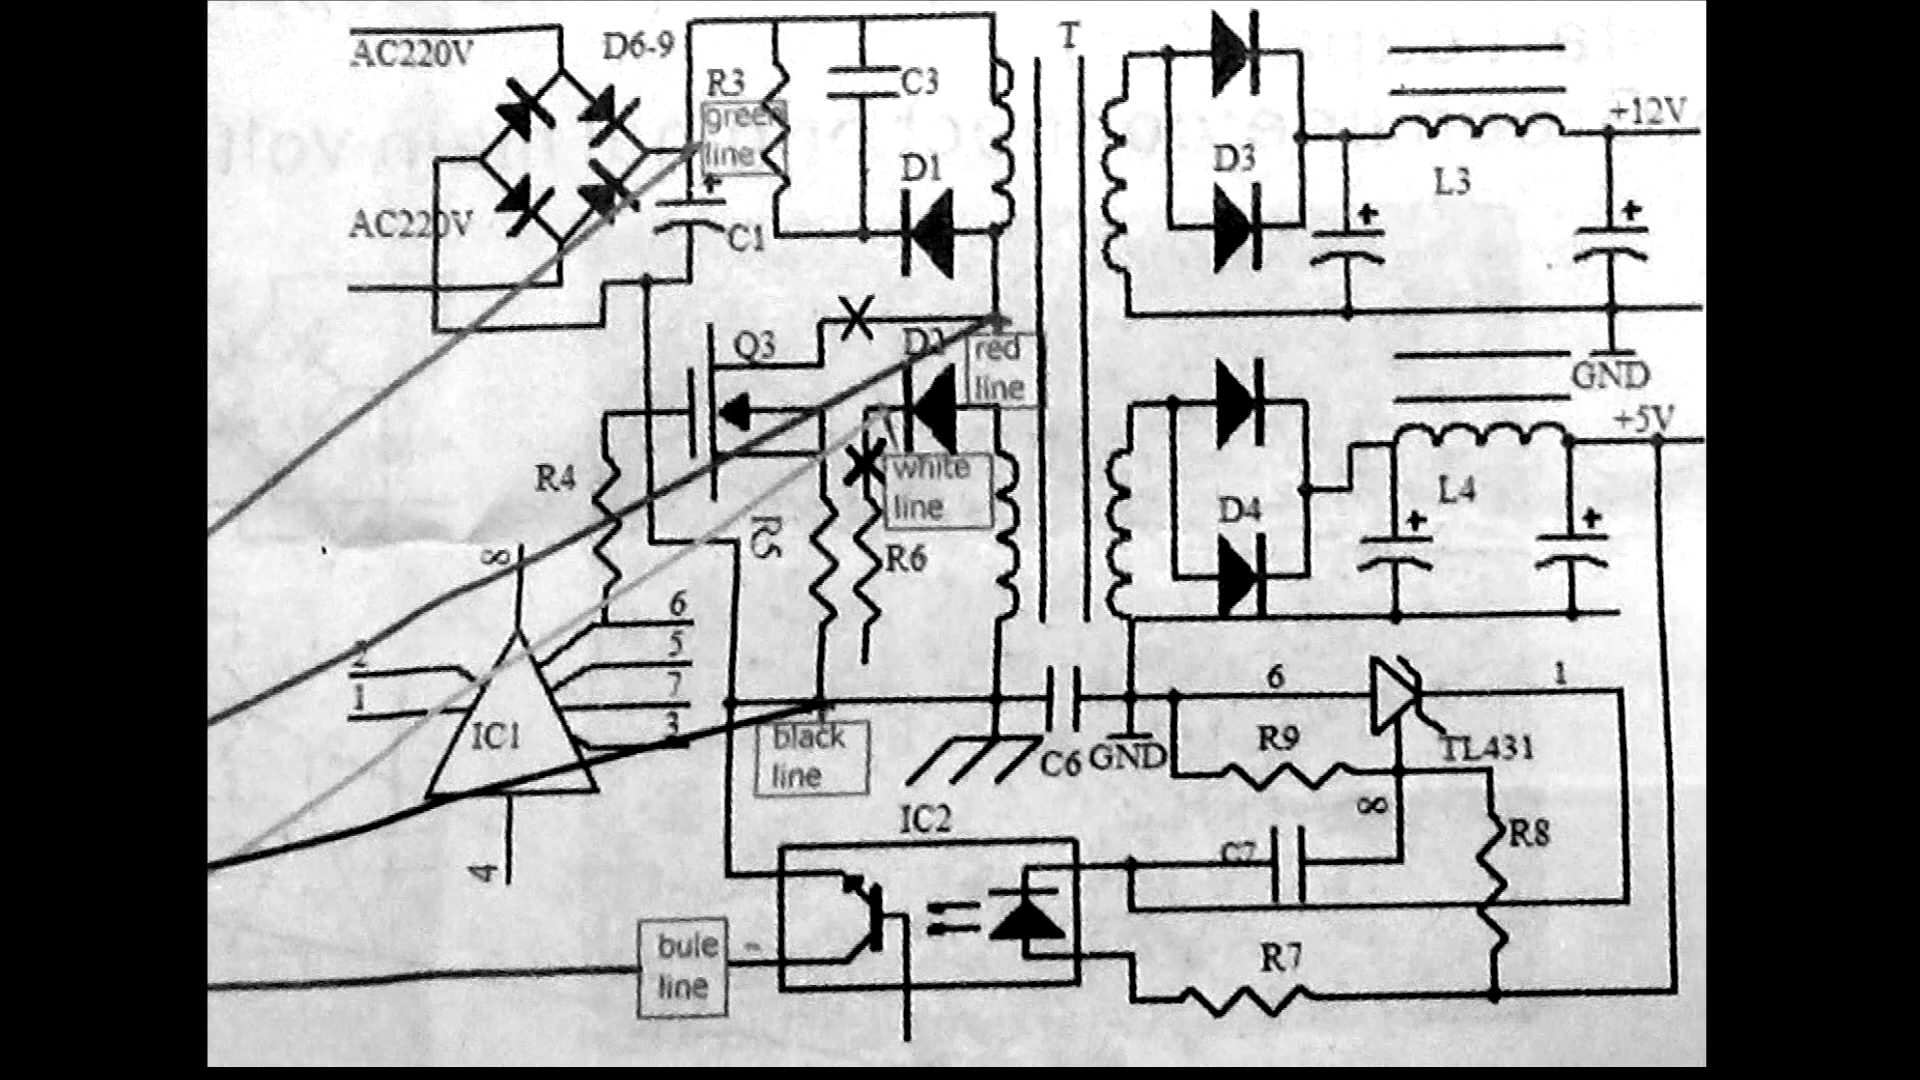 T
AC220V
D6-9
R3
C3
+12V
green
line
D1
D3
L3
+
+
+
AC220V
C1
Q3
D2
red
line
GND
+5V
white
line
R4
L4
D4
+
+
R5
R6
8
6
5
2
7
1
3
IC1
6
1
black
line
C6
GND
R9
TL431
8
IC2
R8
C7
4
bule
line
-
R7